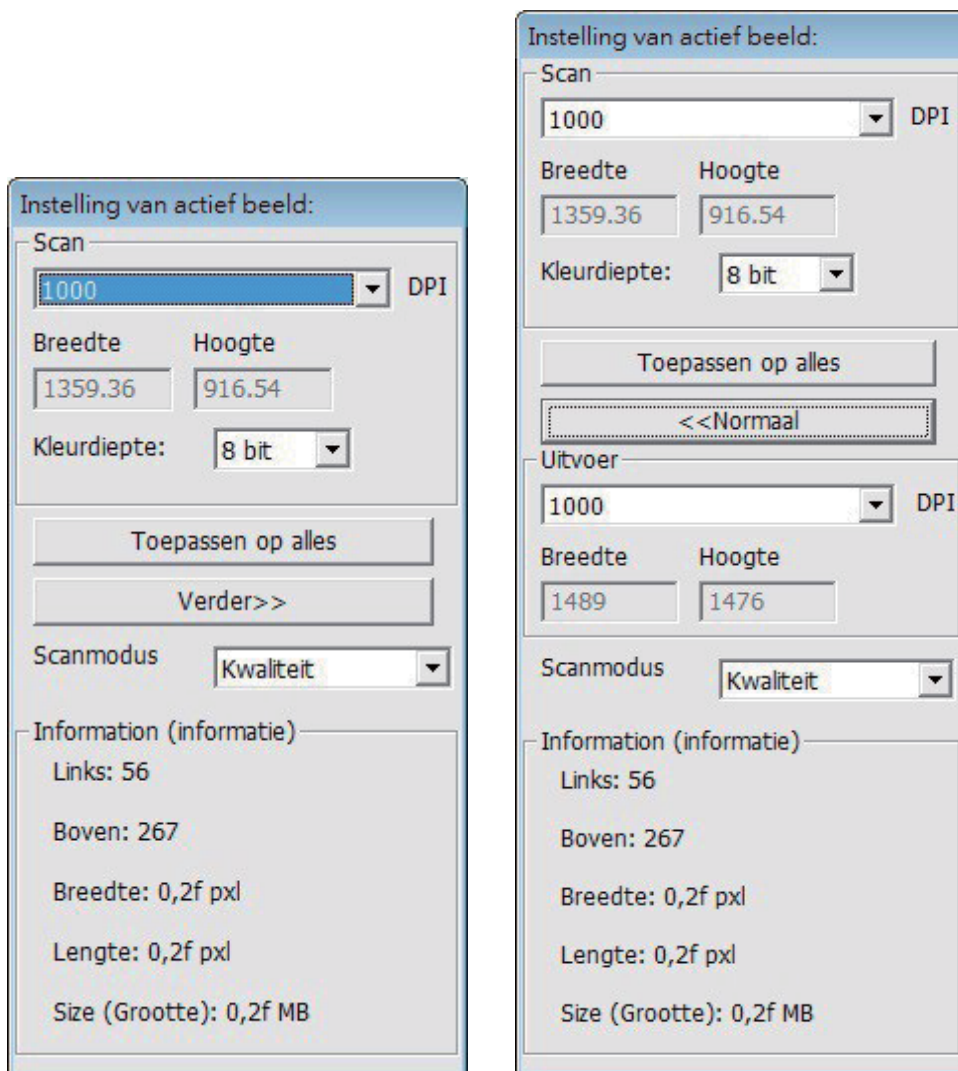 Instelling van actief beeld:
Scan
1000 DPI
Breedte Hoogte
1359.36 916.54
Kleurdiepte: 8 bit
Toepassen op alles
Verder>>
Scanmodus Kwaliteit
Information (informatie)
Links: 56
Boven: 267
Breedte: 0,2f pxl
Lengte: 0,2f pxl
Size (Grootte): 0,2f MB
Instelling van actief beeld:
Scan
1000 DPI
Breedte Hoogte
1359.36 916.54
Kleurdiepte: 8 bit
Toepassen op alles
<<Normaal
Uitvoer
1000 DPI
Breedte Hoogte
1489 1476
Scanmodus Kwaliteit
Information (informatie)
Links: 56
Boven: 267
Breedte: 0,2f pxl
Lengte: 0,2f pxl
Size (Grootte): 0,2f MB